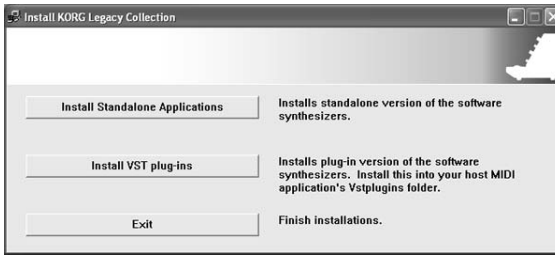 Install KORG Legacy Collection
Install Standalone Applications
Installs standalone version of the software
synthesizers.
Install VST plug-ins
Installs plug-in version of the software
synthesizers. Install this into your host MIDI
application's Vstplugins folder.
Exit
Finish installations.